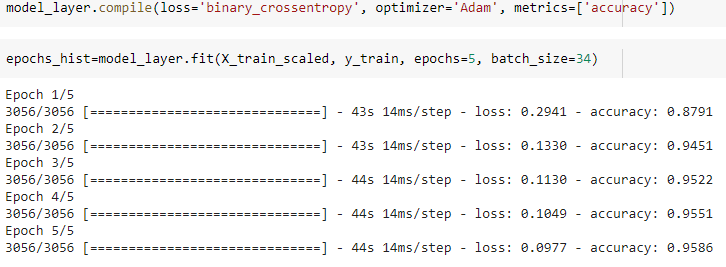 model_layer.compile(loss='binary_crossentropy', optimizer='Adam', metrics=['accuracy'])
epochs_hist=model_layer.fit(X_train_scaled, y_train, epochs=5, batch_size=34)
Epoch 1/5
3056/3056 [==============================] - 43s 14ms/step - loss: 0.2941 - accuracy: 0.8791
Epoch 2/5
3056/3056 [==============================] - 43s 14ms/step - loss: 0.1330 - accuracy: 0.9451
Epoch 3/5
3056/3056 [==============================] - 44s 14ms/step - loss: 0.1130 - accuracy: 0.9522
Epoch 4/5
3056/3056 [==============================] - 44s 14ms/step - loss: 0.1049 - accuracy: 0.9551
Epoch 5/5
3056/3056 [==============================] - 44s 14ms/step - loss: 0.0977 - accuracy: 0.9586